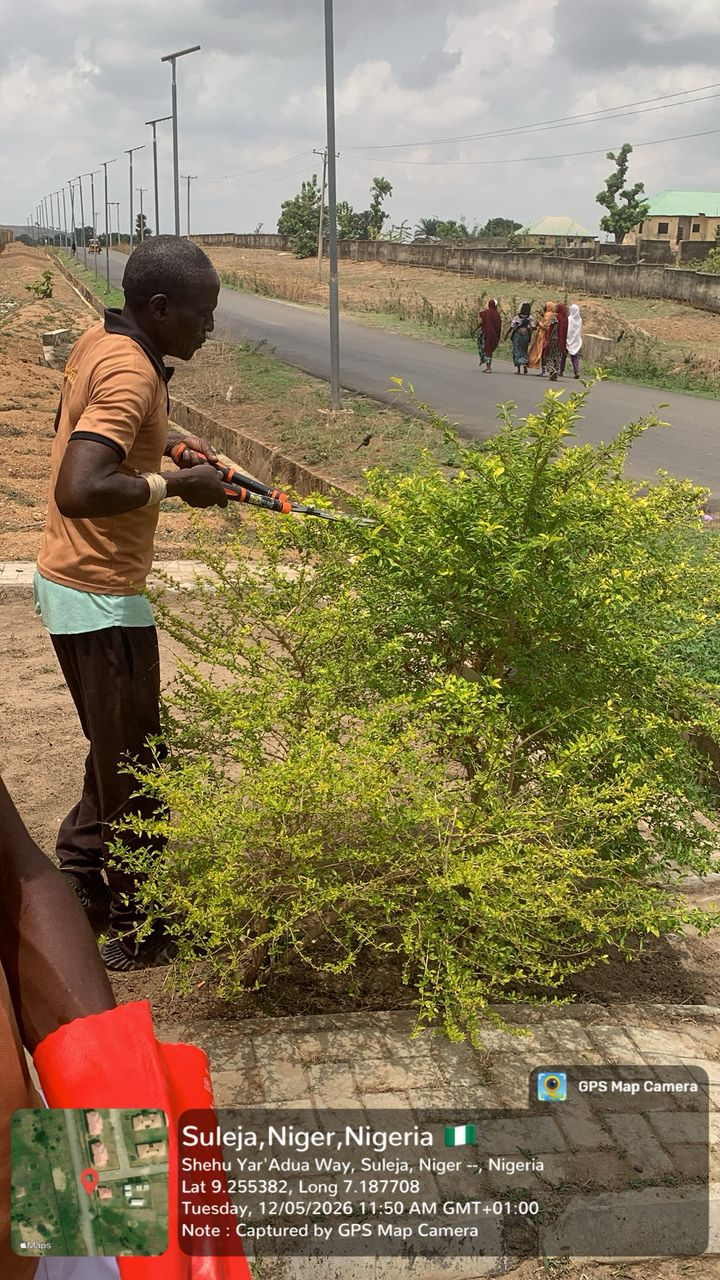 GPS Map Camera
Suleja,Niger,Nigeria
Shehu Yar'Adua Way, Suleja, Niger --, Nigeria
Lat 9.255382, Long 7.187708
Tuesday, 12/05/2026 11:50 AM GMT+01:00
Note : Captured by GPS Map Camera
Maps